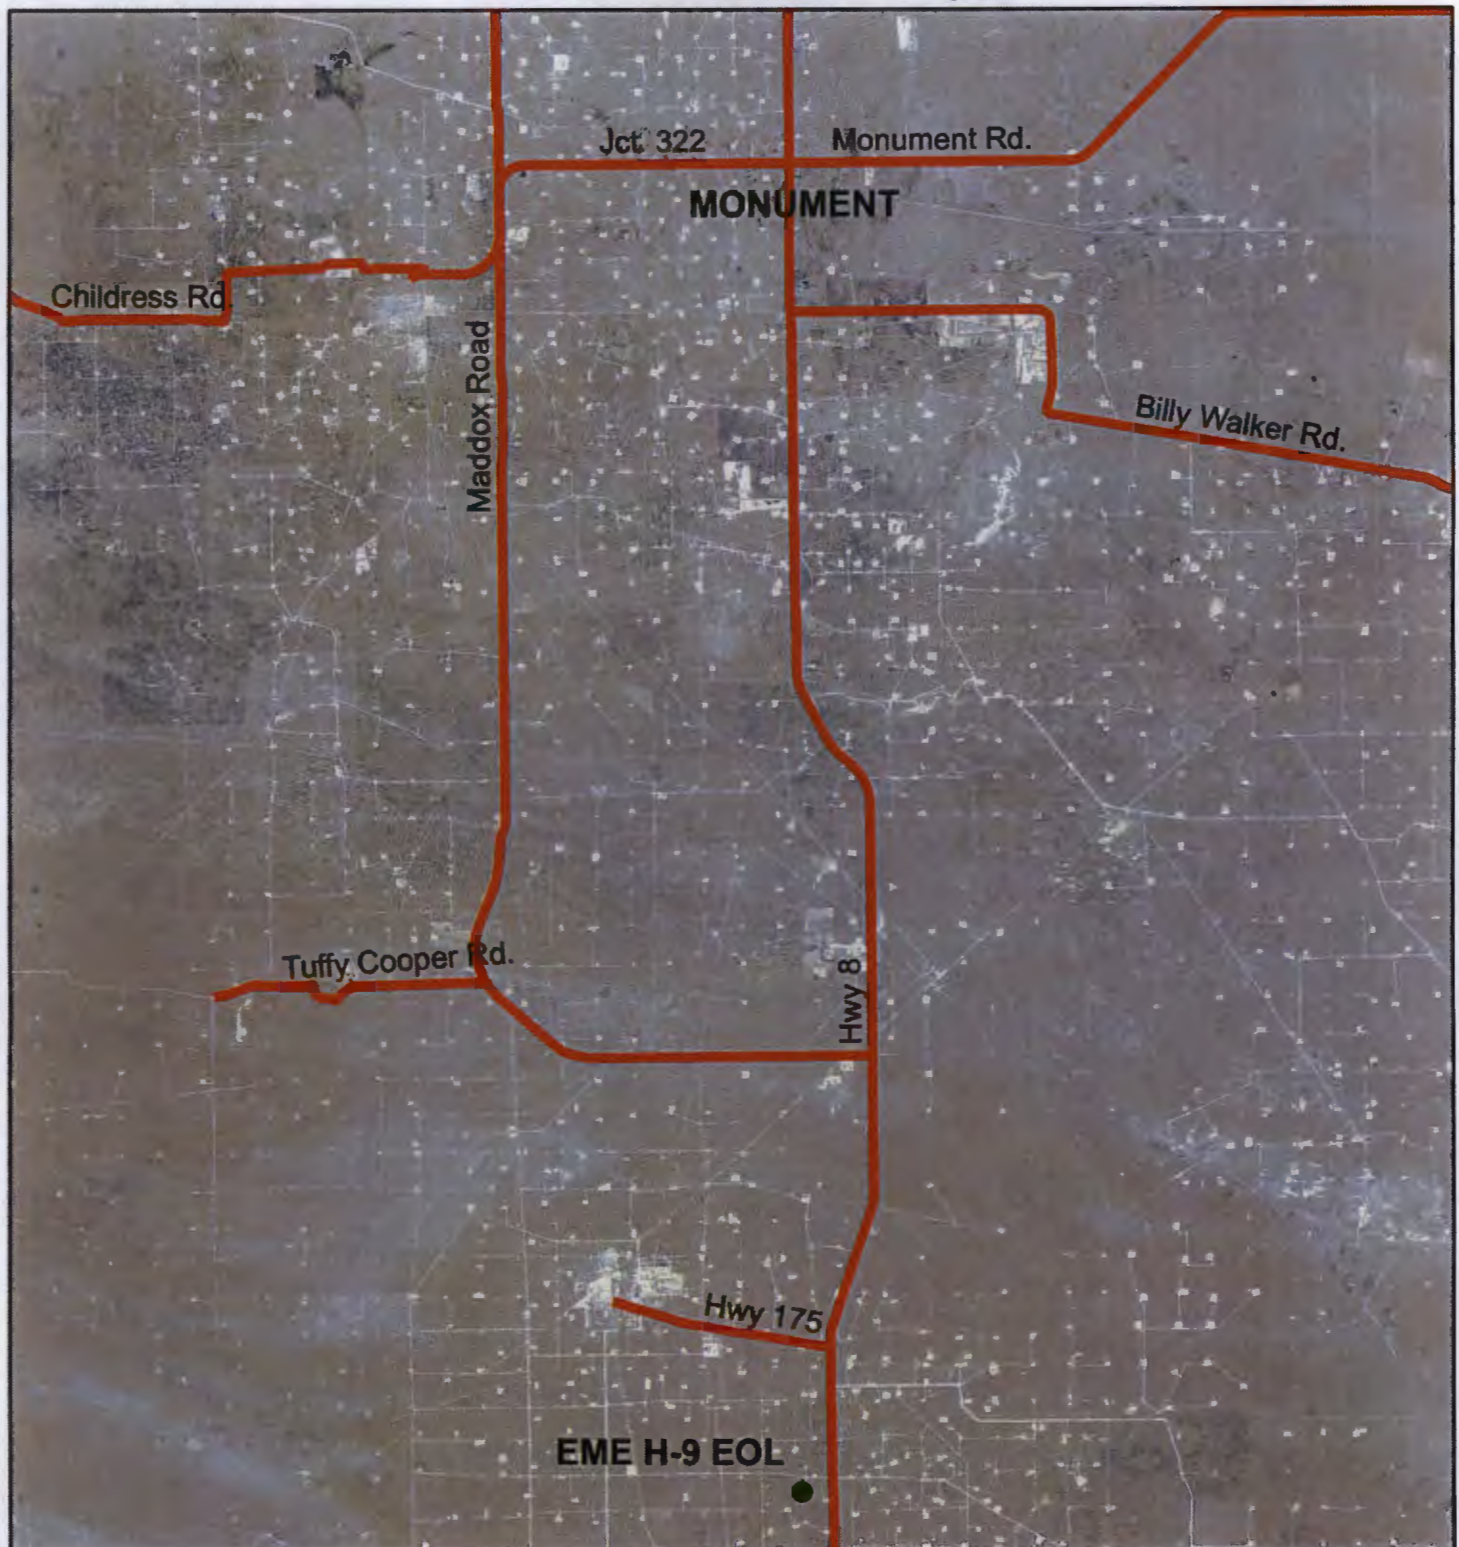 Jct. 322
Monument Rd.
MONUMENT
Childress Rd.
Maddox Road
Billy Walker Rd.
Tuffy Cooper Rd.
Hwy 8
Hwy 175
EME H-9 EOL